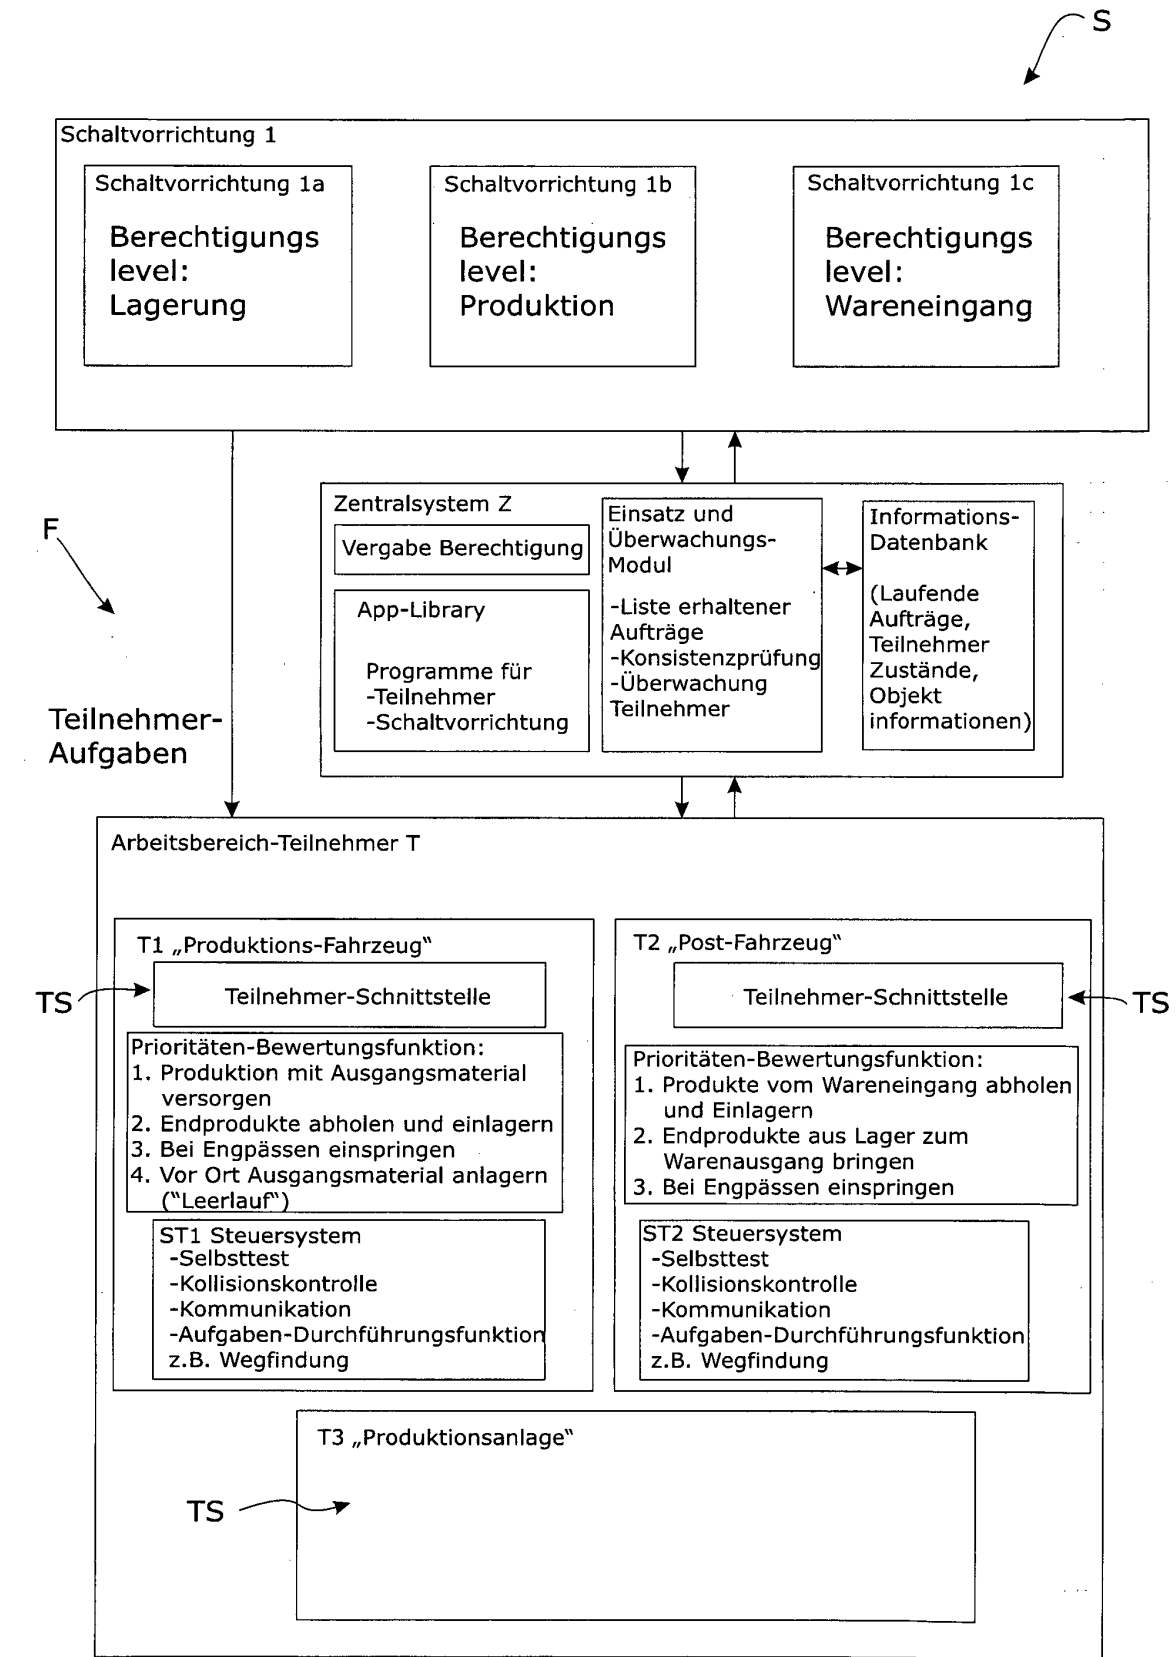 S
Schaltvorrichtung 1
Schaltvorrichtung 1a
Berechtigungs
level:
Lagerung
Schaltvorrichtung 1b
Berechtigungs
level:
Produktion
Schaltvorrichtung 1c
Berechtigungs
level:
Wareneingang
F
Teilnehmer-
Aufgaben
Zentralsystem Z
Vergabe Berechtigung
App-Library
Programme für
-Teilnehmer
-Schaltvorrichtung
Einsatz und
Überwachungs-
Modul
-Liste erhaltener
Aufträge
-Konsistenzprüfung
-Überwachung
Teilnehmer
Informations-
Datenbank
(Laufende
Aufträge,
Teilnehmer
Zustände,
Objekt
informationen)
Arbeitsbereich-Teilnehmer T
T1 „Produktions-Fahrzeug“
TS
Teilnehmer-Schnittstelle
Prioritäten-Bewertungsfunktion:
1. Produktion mit Ausgangsmaterial
versorgen
2. Endprodukte abholen und einlagern
3. Bei Engpässen einspringen
4. Vor Ort Ausgangsmaterial anlagern
("Leerlauf“)
ST1 Steuersystem
-Selbsttest
-Kollisionskontrolle
-Kommunikation
-Aufgaben-Durchführungsfunktion
z.B. Wegfindung
T2 „Post-Fahrzeug“
Teilnehmer-Schnittstelle
TS
Prioritäten-Bewertungsfunktion:
1. Produkte vom Wareneingang abholen
und Einlagern
2. Endprodukte aus Lager zum
Warenausgang bringen
3. Bei Engpässen einspringen
ST2 Steuersystem
-Selbsttest
-Kollisionskontrolle
-Kommunikation
-Aufgaben-Durchführungsfunktion
z.B. Wegfindung
T3 „Produktionsanlage“
TS